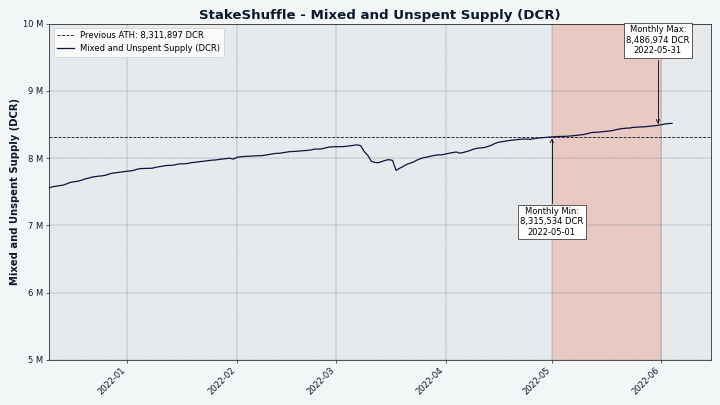 StakeShuffle - Mixed and Unspent Supply (DCR)
Previous ATH: 8,311,897 DCR
Mixed and Unspent Supply (DCR)
Monthly Max:
8,486,974 DCR
2022-05-31
Monthly Min:
8,315,534 DCR
2022-05-01
Mixed and Unspent Supply (DCR)
10 M
9 M
8 M
7 M
6 M
5 M
2022-01
2022-02
2022-03
2022-04
2022-05
2022-06